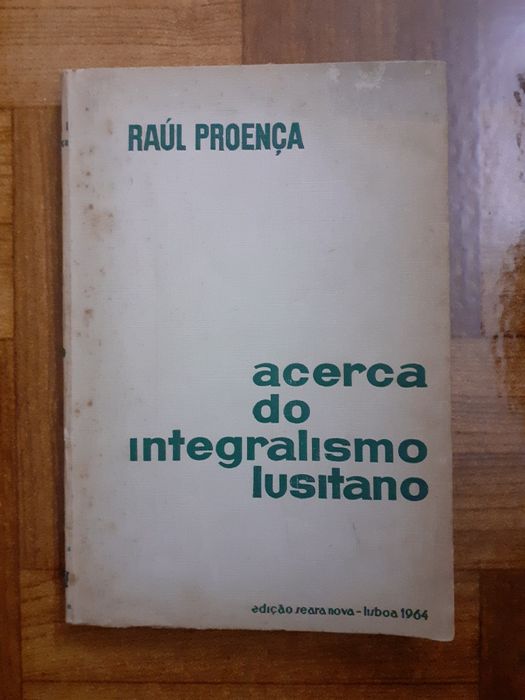 RAÚL PROENÇA
acerca
do
integralismo
lusitano
edição seara nova - lisboa 1964